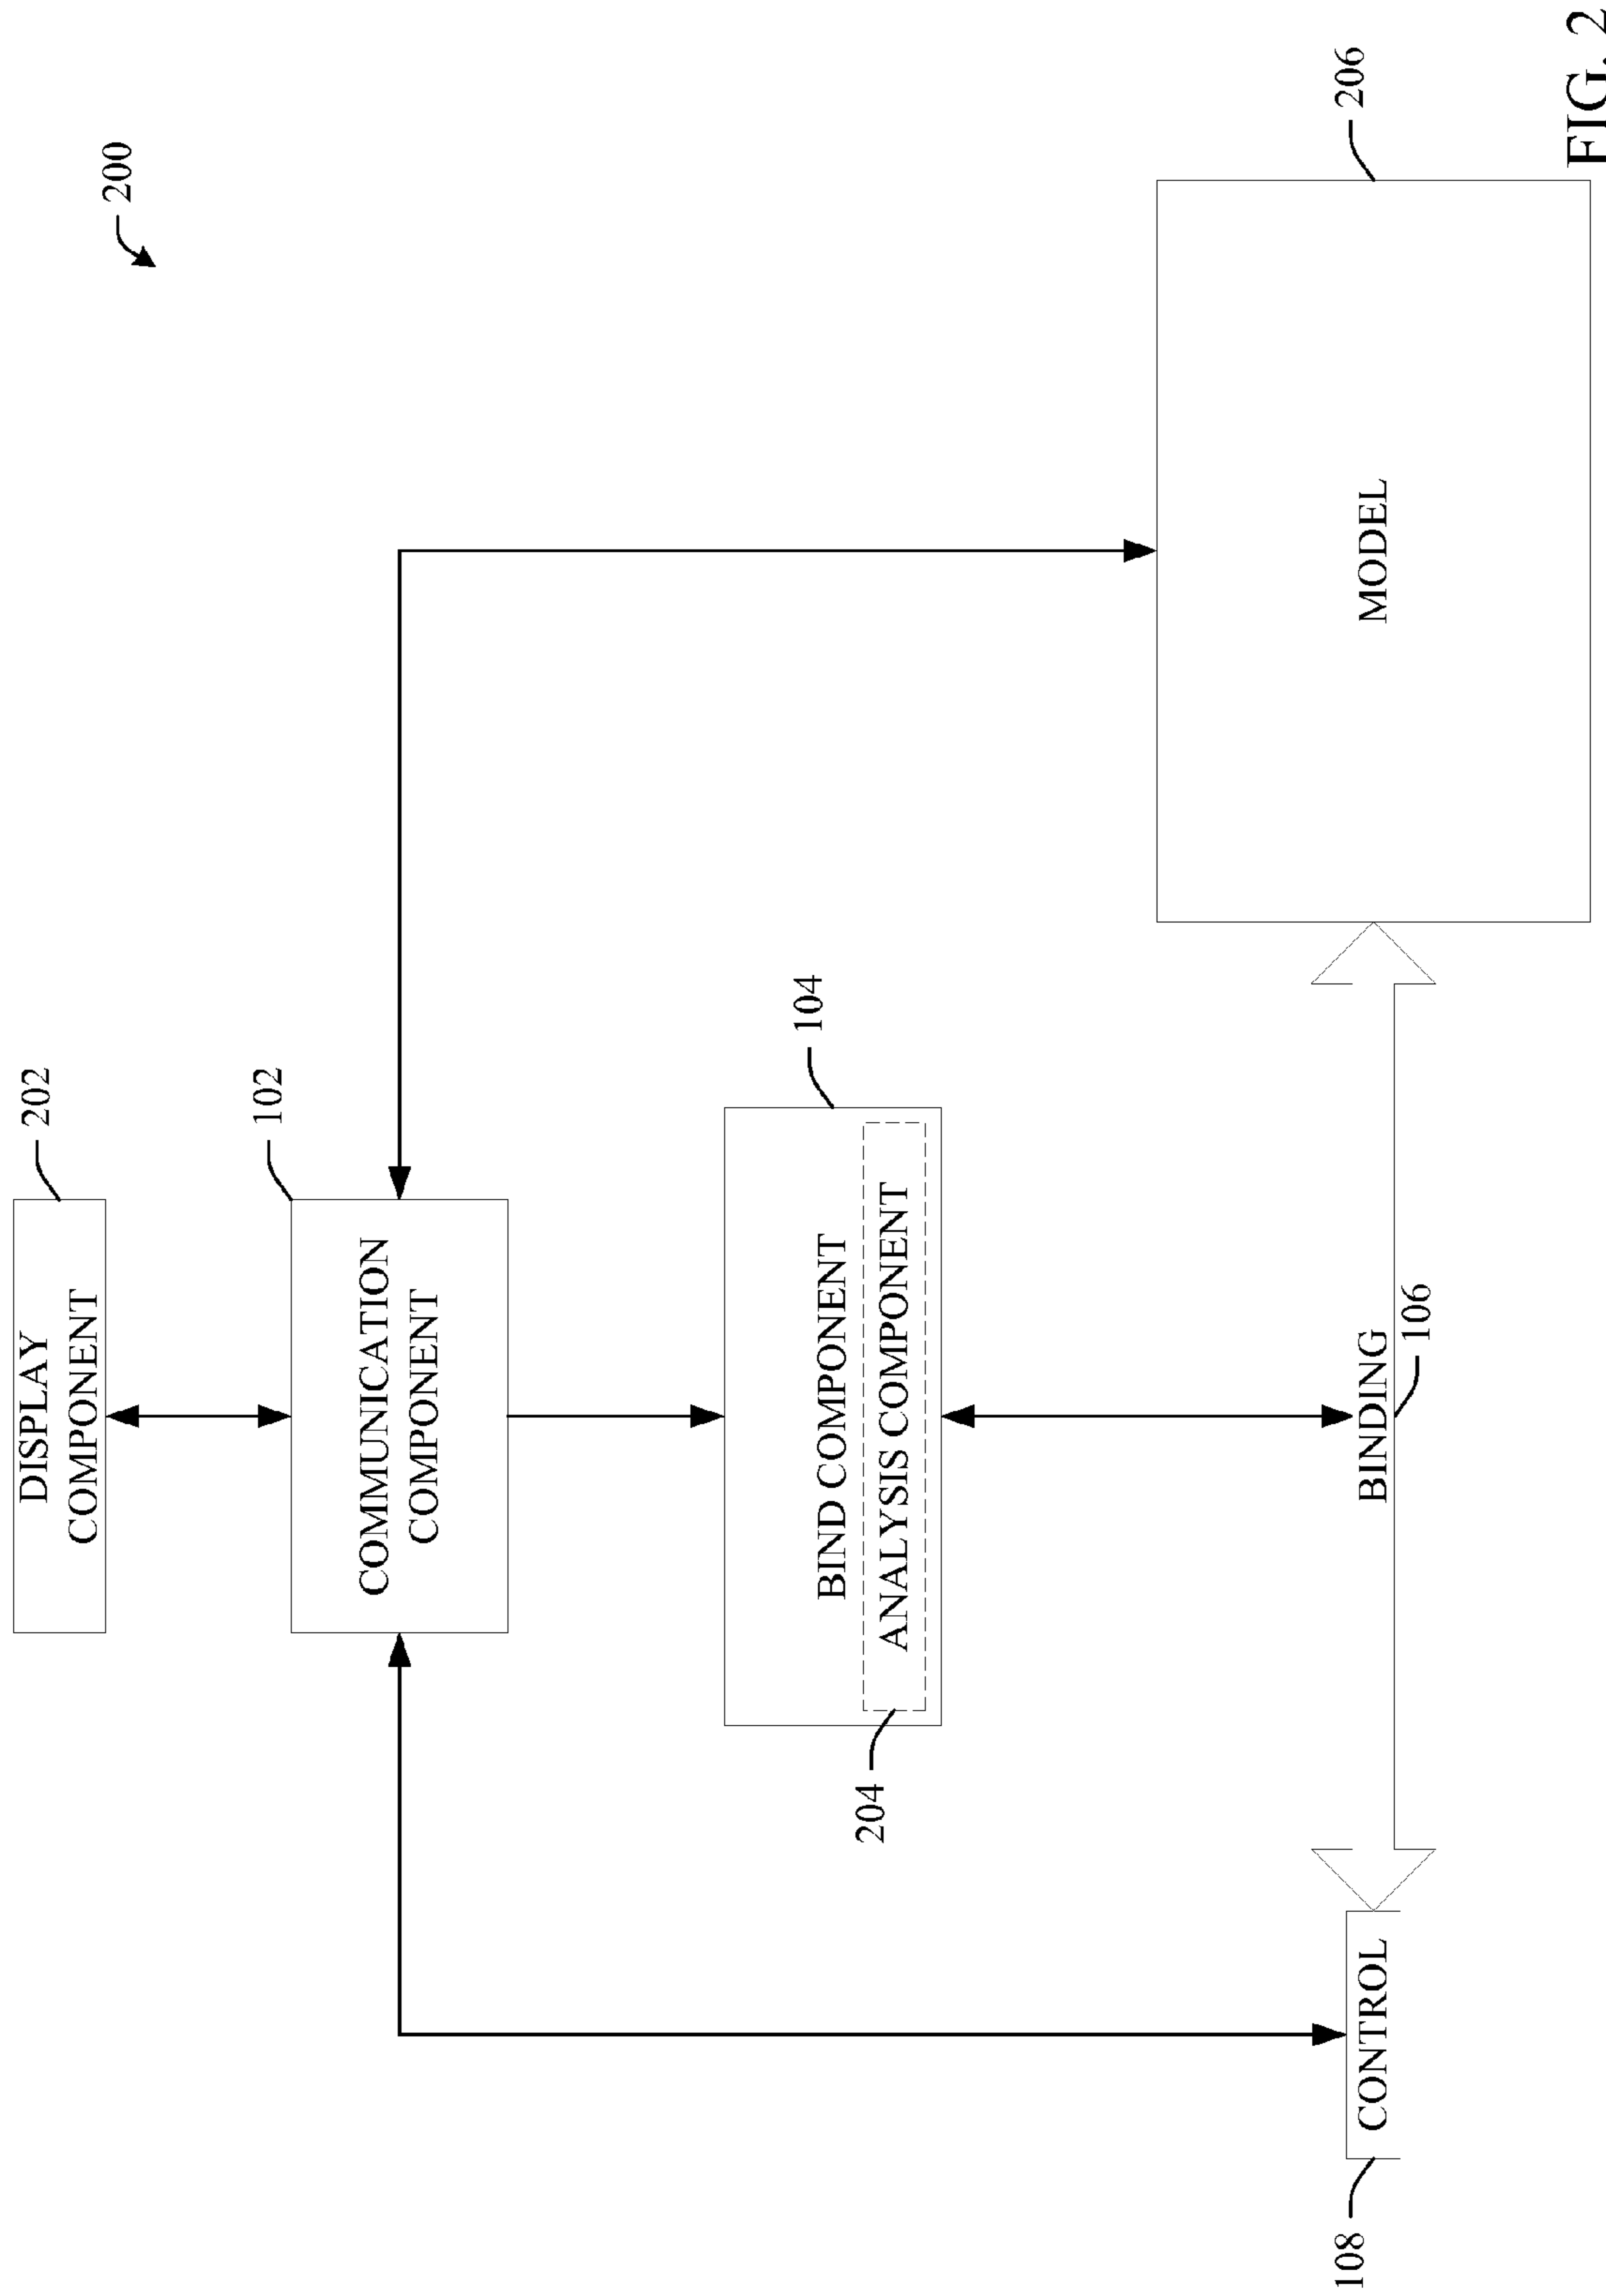 200
DISPLAY
COMPONENT
202
COMMUNICATION
COMPONENT
102
BIND COMPONENT
104
ANALYSIS COMPONENT
204
108
CONTROL
BINDING
106
MODEL
206
FIG. 2